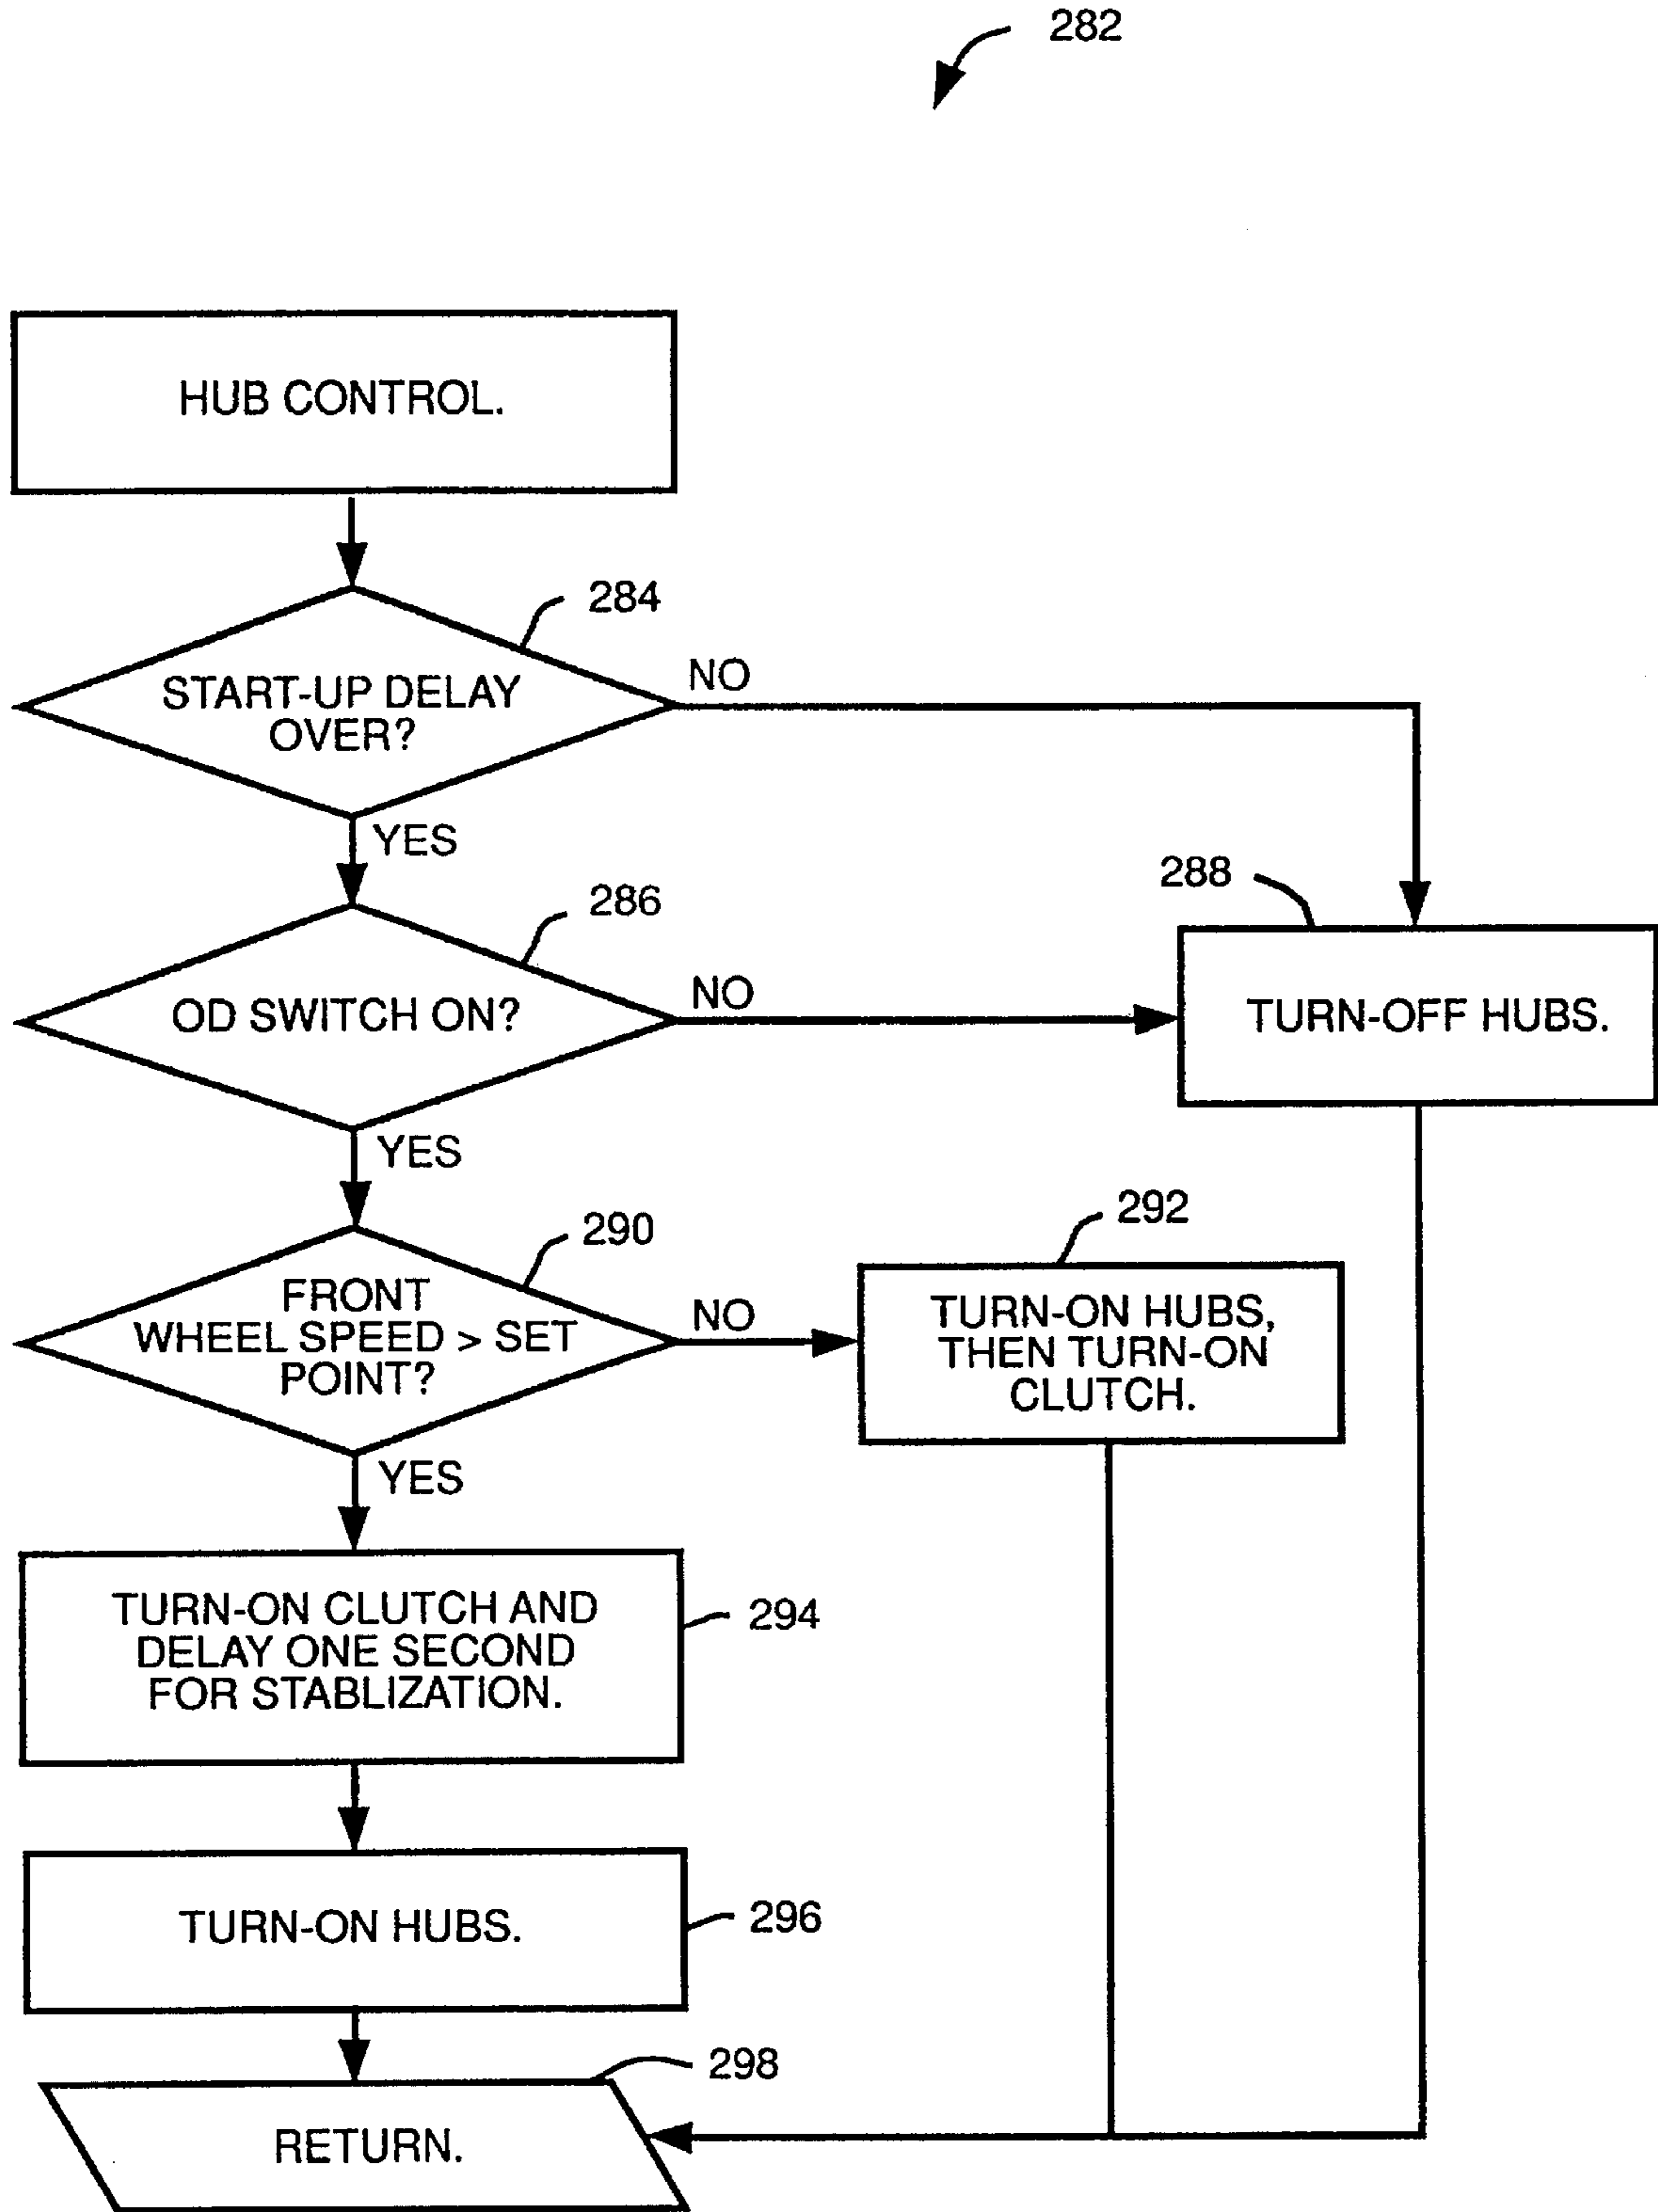 282
HUB CONTROL.
284
START-UP DELAY
OVER?
NO
YES
286
OD SWITCH ON?
NO
288
TURN-OFF HUBS.
YES
290
FRONT
WHEEL SPEED > SET
POINT?
NO
292
TURN-ON HUBS,
THEN TURN-ON
CLUTCH.
YES
TURN-ON CLUTCH AND
DELAY ONE SECOND
FOR STABLIZATION.
294
TURN-ON HUBS.
296
298
RETURN.